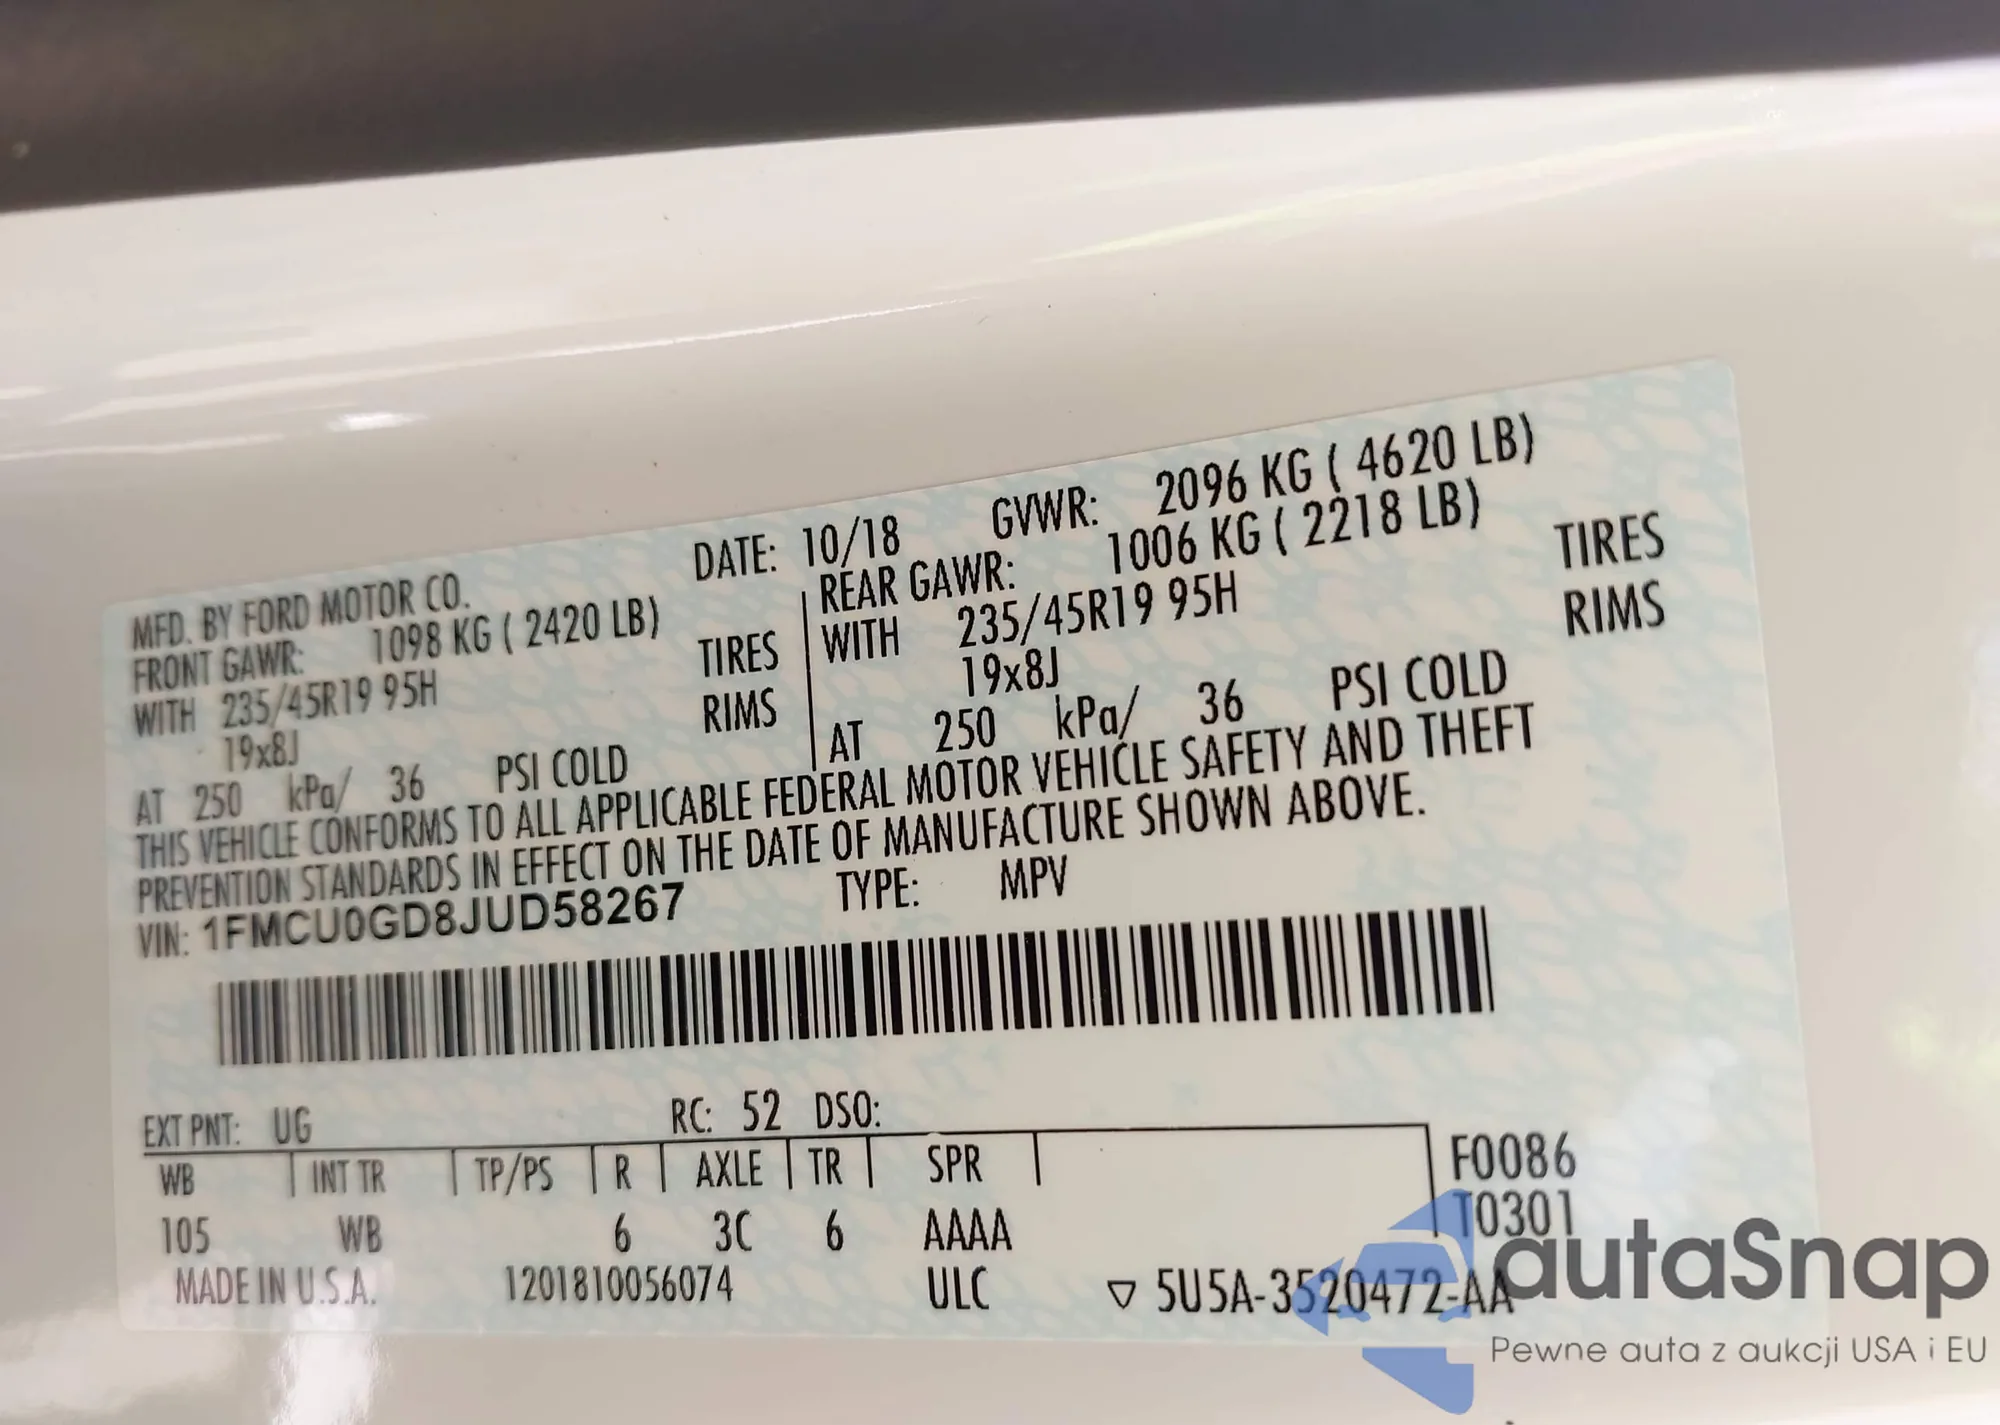 MFD. BY FORD MOTOR CO. DATE: 10/18 GVWR: 2096 KG ( 4620 LB)
FRONT GAWR: 1098 KG ( 2420 LB) REAR GAWR: 1006 KG ( 2218 LB)
WITH 235/45R19 95H TIRES WITH 235/45R19 95H TIRES
19x8J RIMS 19x8J RIMS
AT 250 kPa/ 36 PSI COLD AT 250 kPa/ 36 PSI COLD
THIS VEHICLE CONFORMS TO ALL APPLICABLE FEDERAL MOTOR VEHICLE SAFETY AND THEFT
PREVENTION STANDARDS IN EFFECT ON THE DATE OF MANUFACTURE SHOWN ABOVE.
VIN: 1FMCU0GD8JUD58267 TYPE: MPV
EXT PNT: UG RC: 52 DSO:
WB INT TR TP/PS R AXLE TR SPR F0086
105 WB 6 3C 6 AAAA T0301
MADE IN U.S.A. 1201810056074 ULC ▽ 5U5A-3520472-AA
autaSnap
Pewne auta z aukcji USA i EU